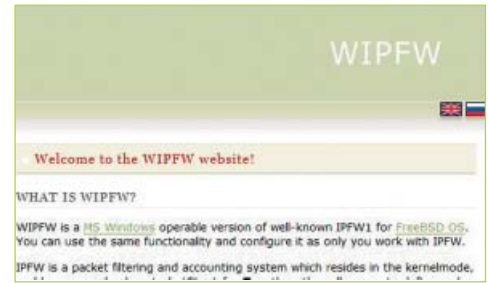 WIPFW
Welcome to the WIPFW website!
WHAT IS WIPFW?
WIPFW is a MS Windows operable version of well-known IPFW1 for FreeBSD OS.
You can use the same functionality and configure it as only you work with IPFW.
IPFW is a packet filtering and accounting system which resides in the kernelmode,